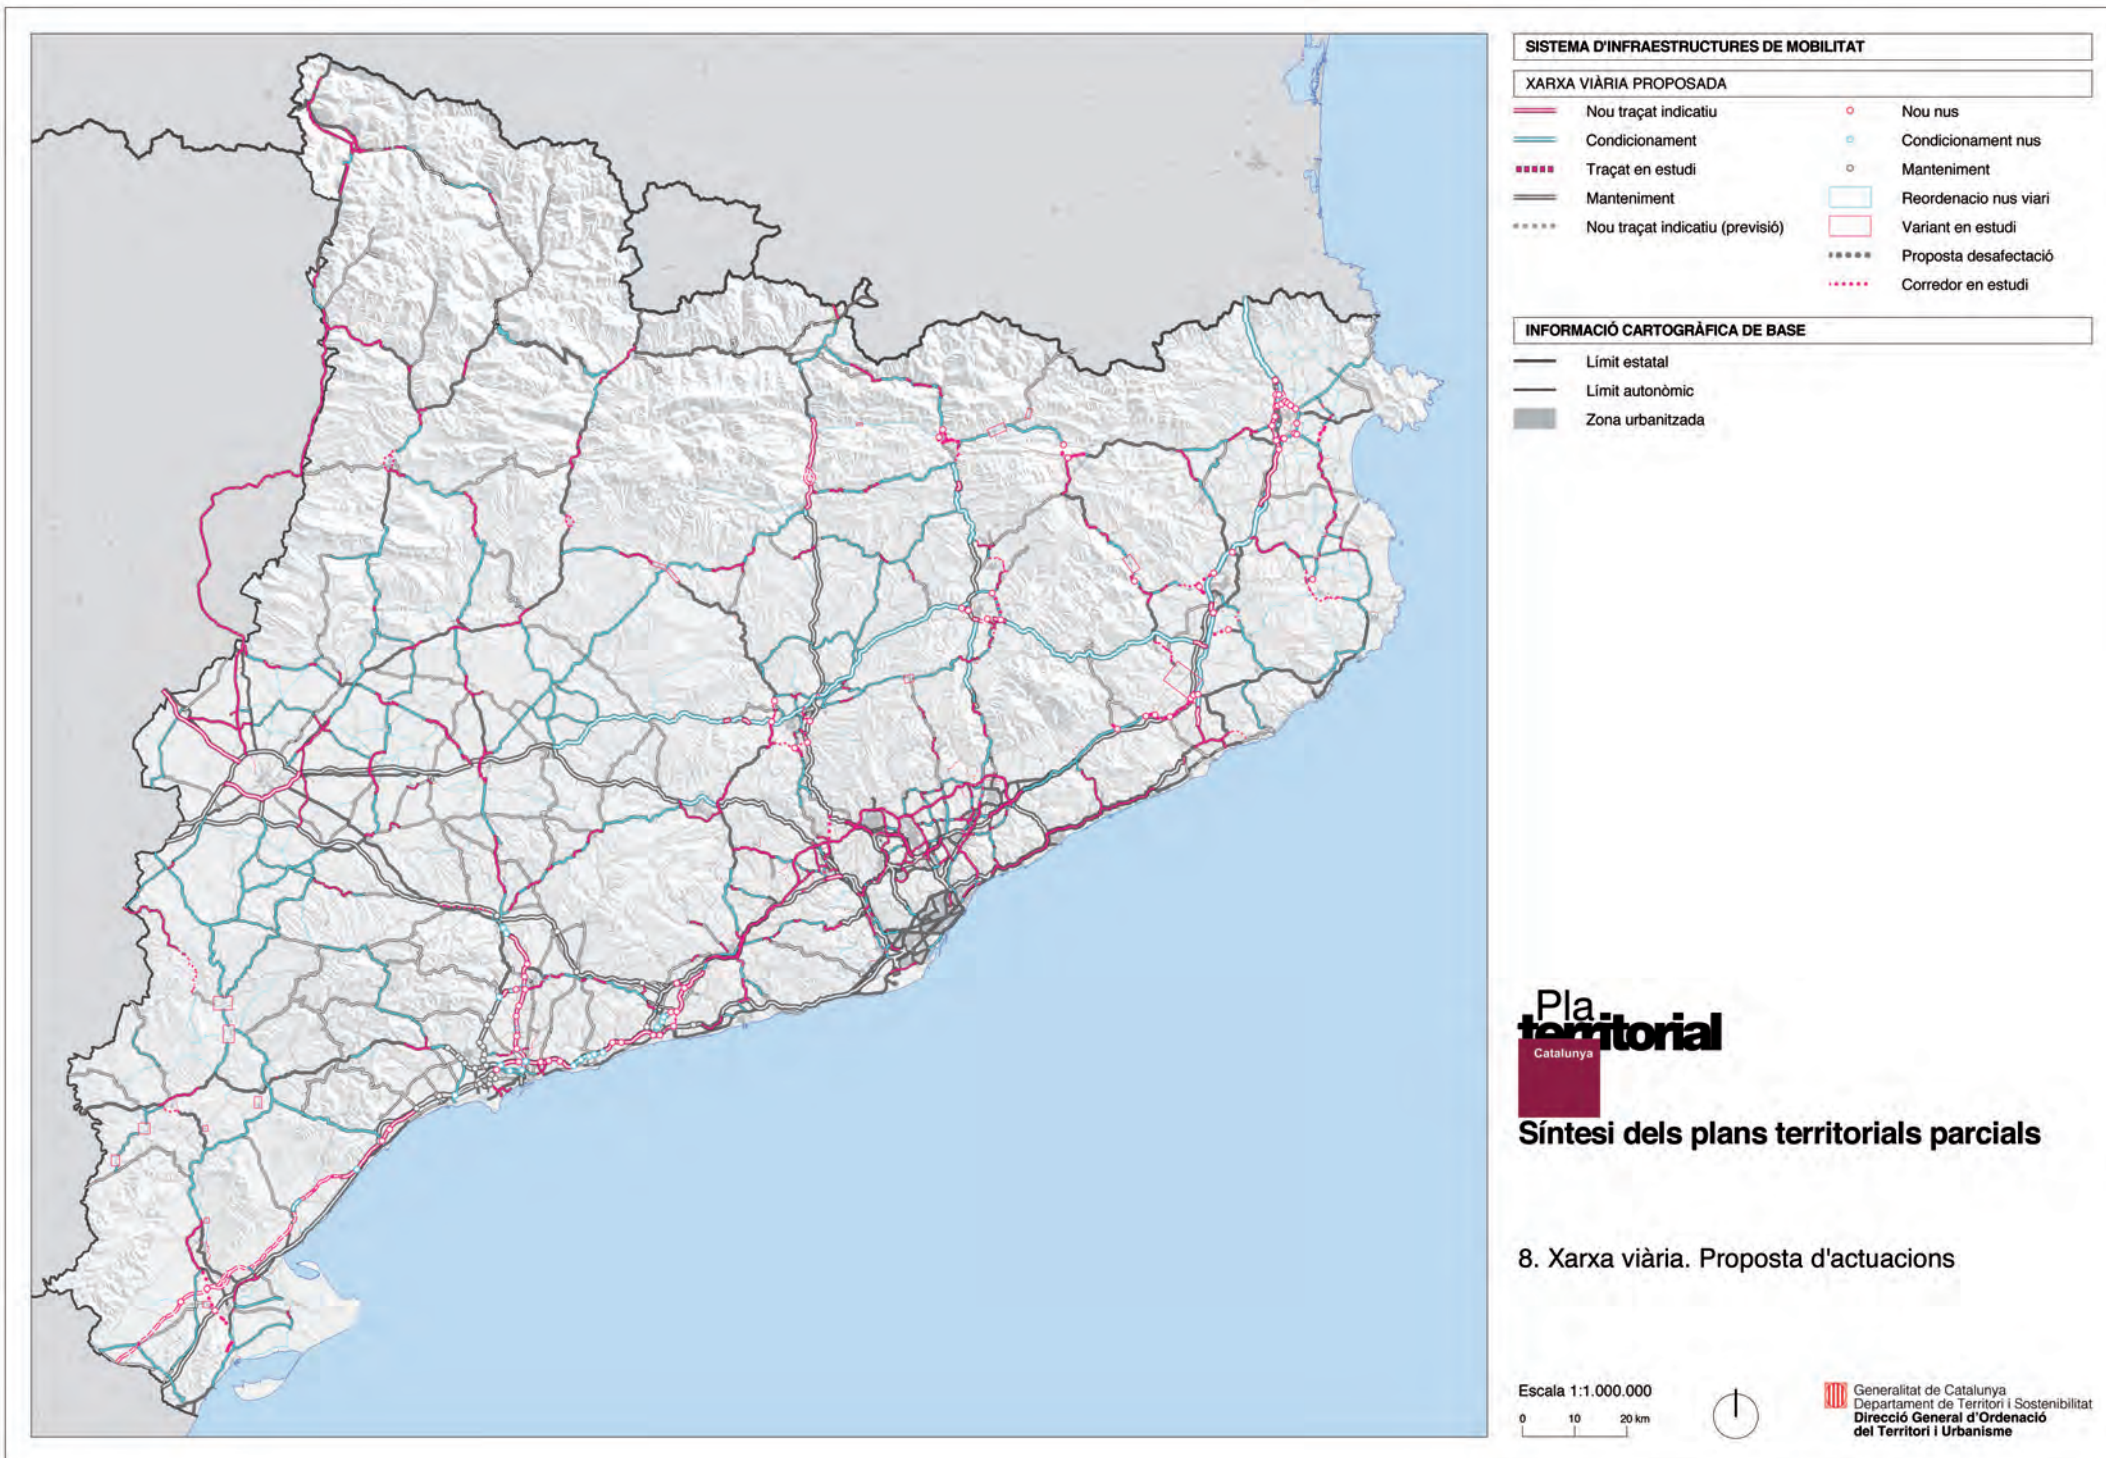 SISTEMA D'INFRAESTRUCTURES DE MOBILITAT
XARXA VIÀRIA PROPOSADA
Nou traçat indicatiu
Condicionament
Traçat en estudi
Manteniment
Nou traçat indicatiu (previsió)
Nou nus
Condicionament nus
Manteniment
Reordenacio nus viari
Variant en estudi
Proposta desafectació
Corredor en estudi
INFORMACIÓ CARTOGRÀFICA DE BASE
Límit estatal
Límit autonòmic
Zona urbanitzada
Pla
territorial
Catalunya
Síntesi dels plans territorials parcials
8. Xarxa viària. Proposta d'actuacions
Escala 1:1.000.000
0 10 20 km
Generalitat de Catalunya
Departament de Territori i Sostenibilitat
Direcció General d'Ordenació
del Territori i Urbanisme